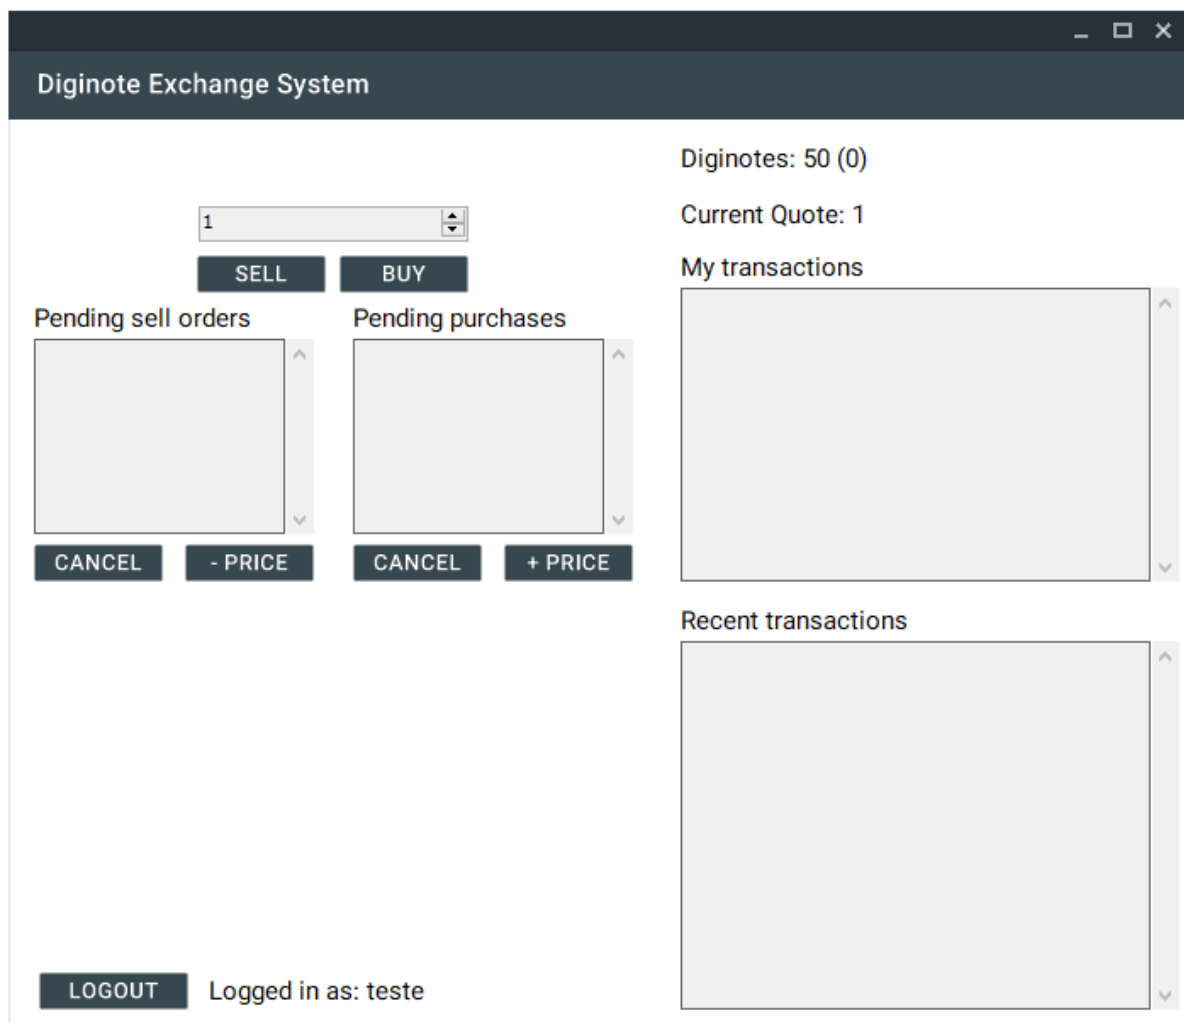 Diginote Exchange System
Diginotes: 50 (0)
1
Current Quote: 1
SELL BUY
My transactions
Pending sell orders Pending purchases
CANCEL - PRICE CANCEL + PRICE
Recent transactions
LOGOUT Logged in as: teste